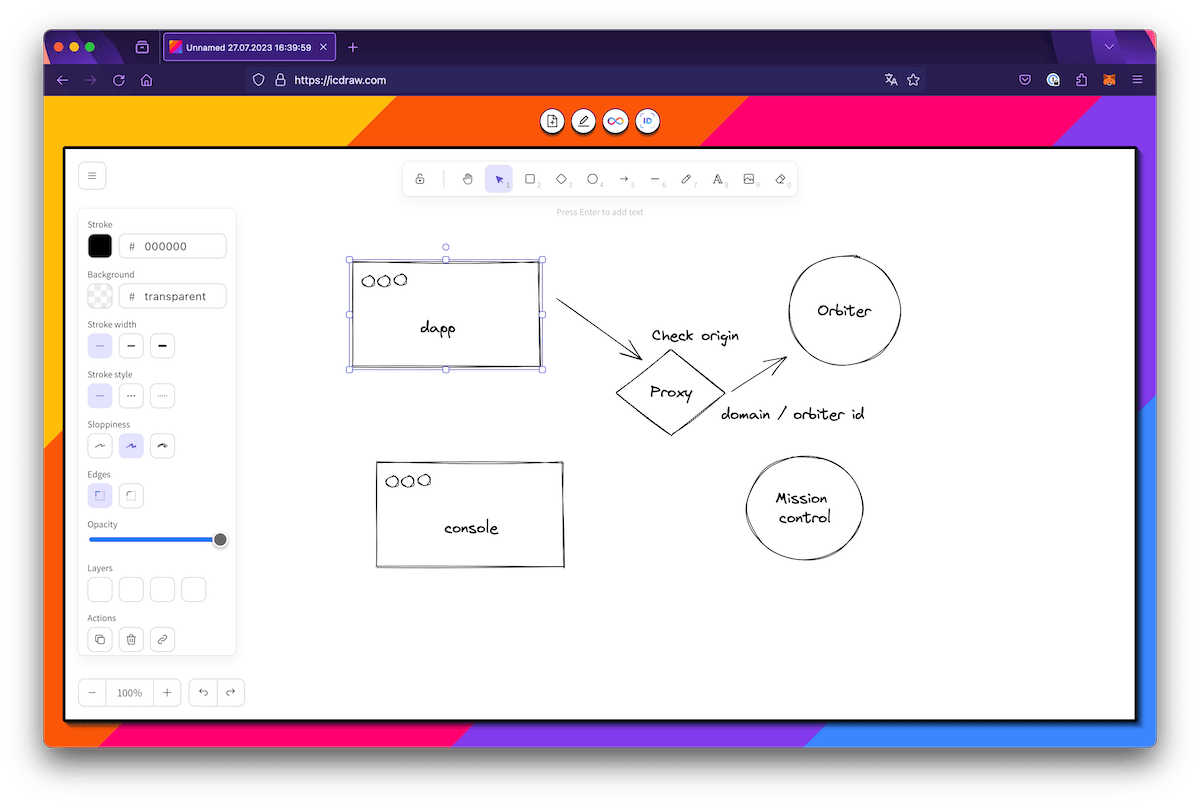 Unnamed 27.07.2023 16:39:59
https://icdraw.com
ID
1 2 3 4 5 6 7 8 9 0
Press Enter to add text
Stroke
# 000000
Background
# transparent
Stroke width
Stroke style
Sloppiness
Edges
Opacity
Layers
Actions
100%
dapp
Orbiter
Check origin
Proxy
domain / orbiter id
console
Mission
control